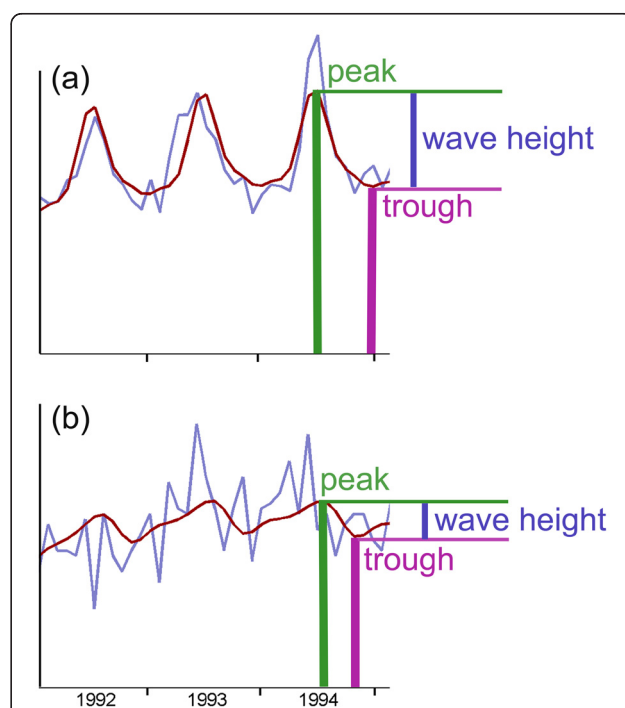 (a)
peak
wave height
trough
(b)
peak
wave height
trough
1992 1993 1994